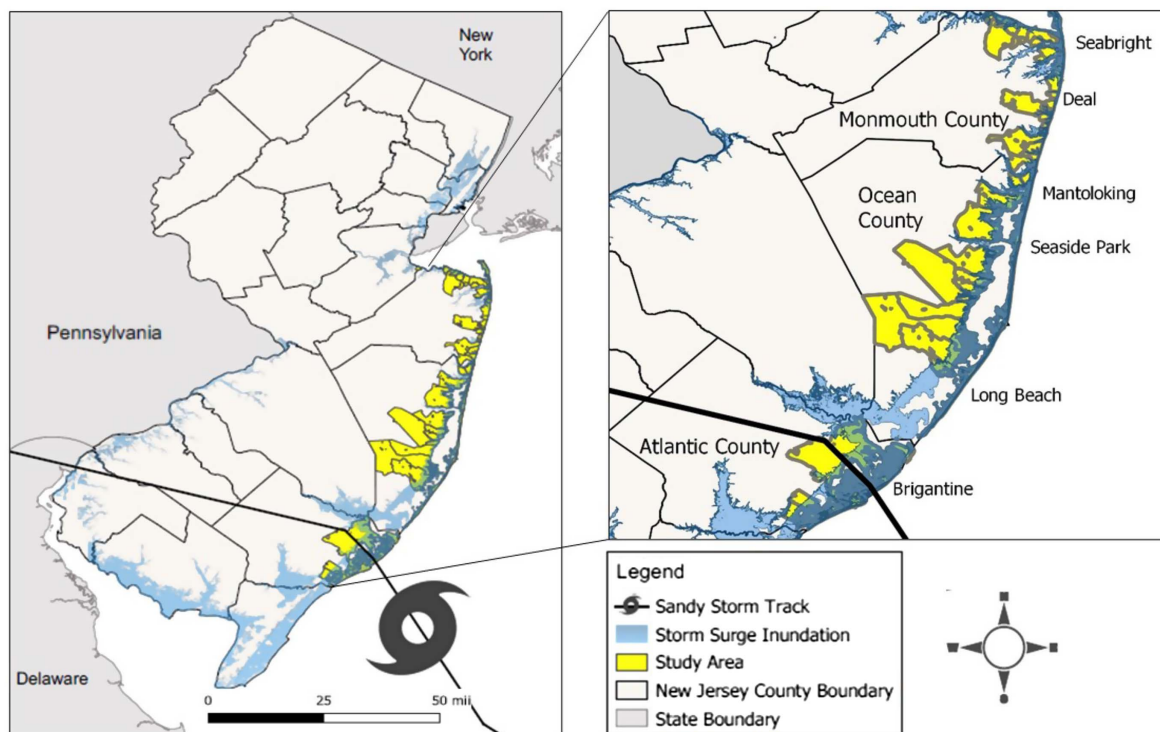 New
York
Pennsylvania
Delaware
0 25 50 mii
Seabright
Deal
Monmouth County
Ocean
County
Mantoloking
Seaside Park
Long Beach
Atlantic County
Brigantine
Legend
Sandy Storm Track
Storm Surge Inundation
Study Area
New Jersey County Boundary
State Boundary